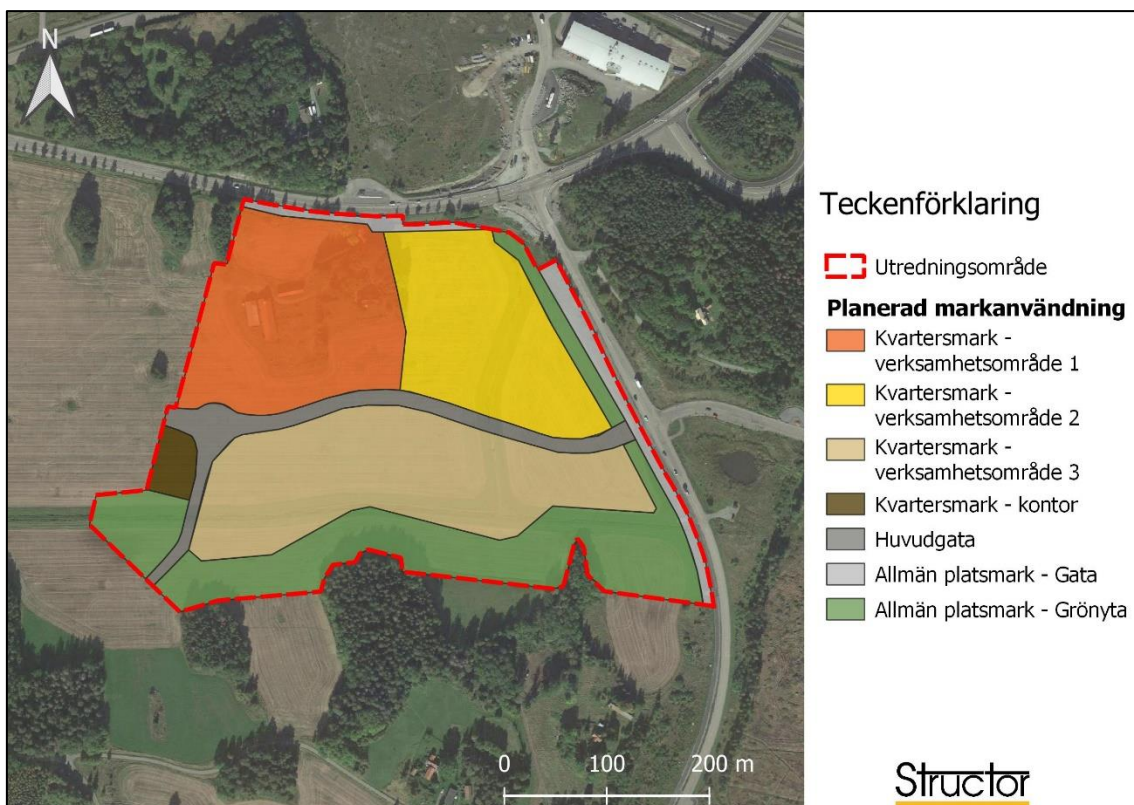 N
Teckenförklaring
Utredningsområde
Planerad markanvändning
Kvartersmark -
verksamhetsområde 1
Kvartersmark -
verksamhetsområde 2
Kvartersmark -
verksamhetsområde 3
Kvartersmark - kontor
Huvudgata
Allmän platsmark - Gata
Allmän platsmark - Grönyta
0 100 200 m
Structor